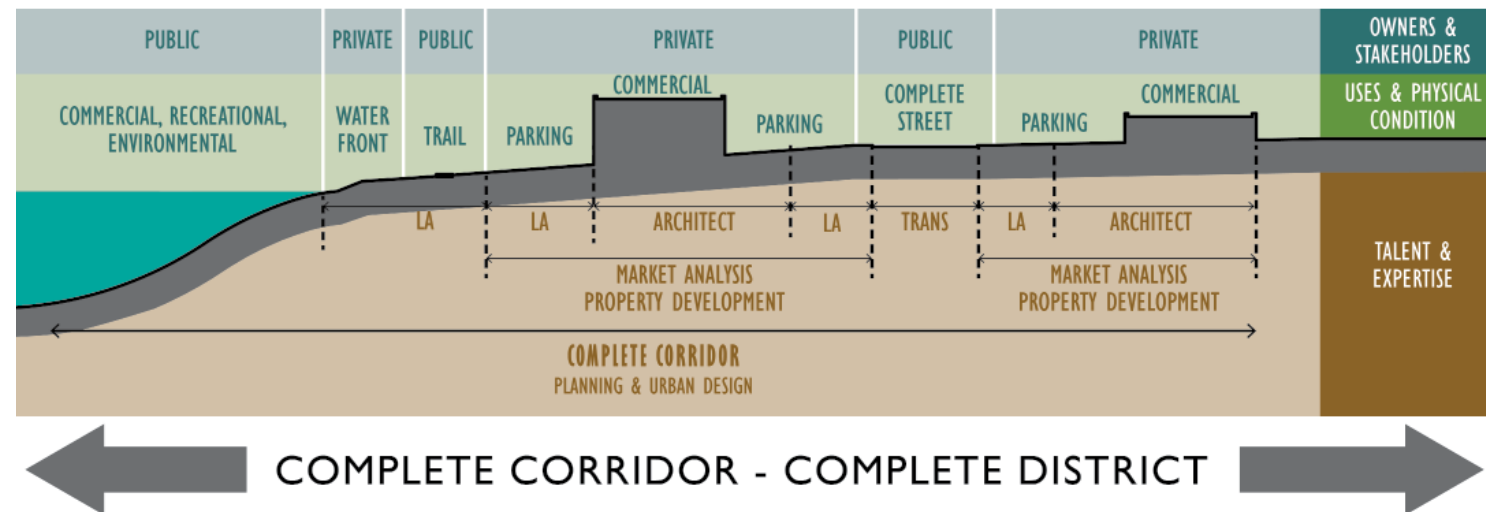 PUBLIC
PRIVATE
PUBLIC
PRIVATE
PUBLIC
PRIVATE
OWNERS &
STAKEHOLDERS
COMMERCIAL, RECREATIONAL,
ENVIRONMENTAL
WATER
FRONT
TRAIL
PARKING
COMMERCIAL
PARKING
COMPLETE
STREET
PARKING
COMMERCIAL
USES & PHYSICAL
CONDITION
LA
LA
ARCHITECT
LA
TRANS
LA
ARCHITECT
MARKET ANALYSIS
PROPERTY DEVELOPMENT
MARKET ANALYSIS
PROPERTY DEVELOPMENT
TALENT &
EXPERTISE
COMPLETE CORRIDOR
PLANNING & URBAN DESIGN
COMPLETE CORRIDOR - COMPLETE DISTRICT